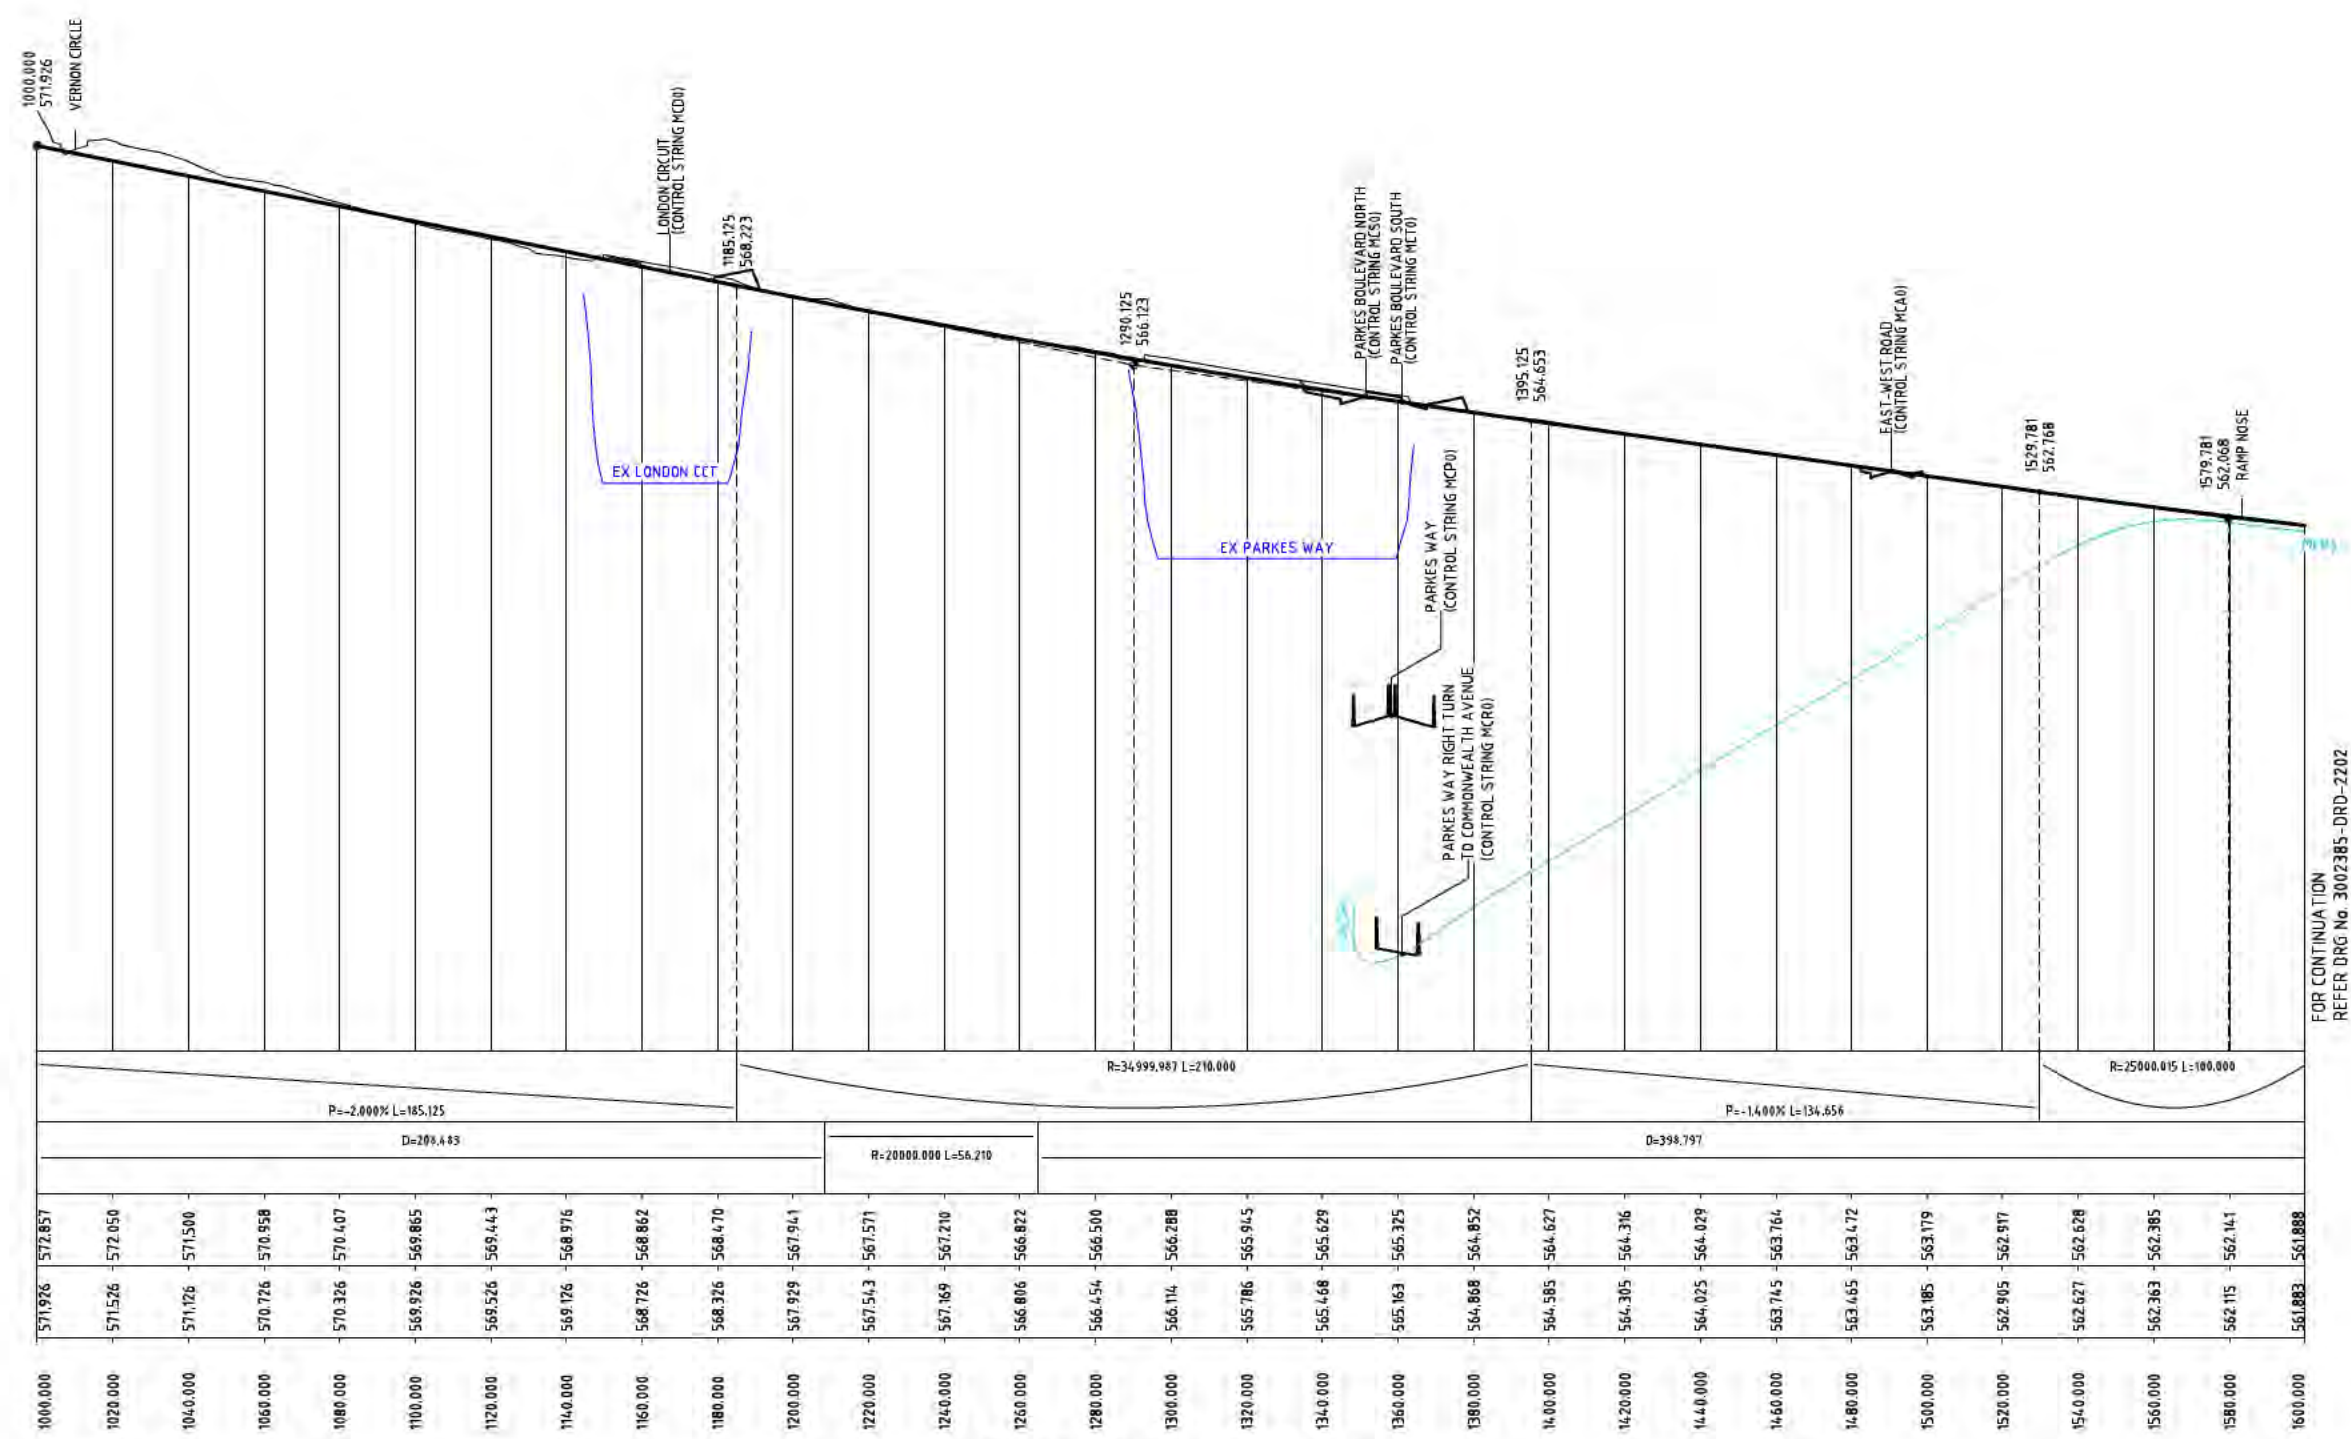 1000.000
571.926
VERNON CIRCLE
LONDON CIRCUIT
(CONTROL STRING MCD0)
1185.125
568.223
1290.125
566.123
PARKES BOULEVARD NORTH
(CONTROL STRING MCS0)
PARKES BOULEVARD SOUTH
(CONTROL STRING MCT0)
1395.125
564.653
EAST-WEST ROAD
(CONTROL STRING MCA0)
1529.781
562.768
1579.781
562.068
RAMP NOSE
EX LONDON CCT
EX PARKES WAY
PARKES WAY
(CONTROL STRING MCP0)
PARKES WAY RIGHT TURN
TO COMMONWEALTH AVENUE
(CONTROL STRING MCR0)
FOR CONTINUATION
REFER DRG No. 3002385-DRD-2202
R=34999.987 L=210.000
R=25000.015 L=100.000
P=-2.000% L=185.125
P=-1.400% L=134.656
D=208.483
R=20000.000 L=56.210
D=398.797
572.857 572.050 571.500 570.958 570.407 569.865 569.443 568.976 568.862 568.470 567.941 567.571 567.210 566.822 566.500 566.288 565.945 565.629 565.325 564.852 564.627 564.316 564.029 563.764 563.472 563.179 562.917 562.628 562.385 562.141 561.888
571.926 571.526 571.126 570.726 570.326 569.926 569.526 569.126 568.726 568.326 567.929 567.543 567.169 566.806 566.454 566.114 565.786 565.468 565.163 564.868 564.585 564.305 564.025 563.745 563.465 563.185 562.905 562.627 562.363 562.115 561.883
1000.000 1020.000 1040.000 1060.000 1080.000 1100.000 1120.000 1140.000 1160.000 1180.000 1200.000 1220.000 1240.000 1260.000 1280.000 1300.000 1320.000 1340.000 1360.000 1380.000 1400.000 1420.000 1440.000 1460.000 1480.000 1500.000 1520.000 1540.000 1560.000 1580.000 1600.000